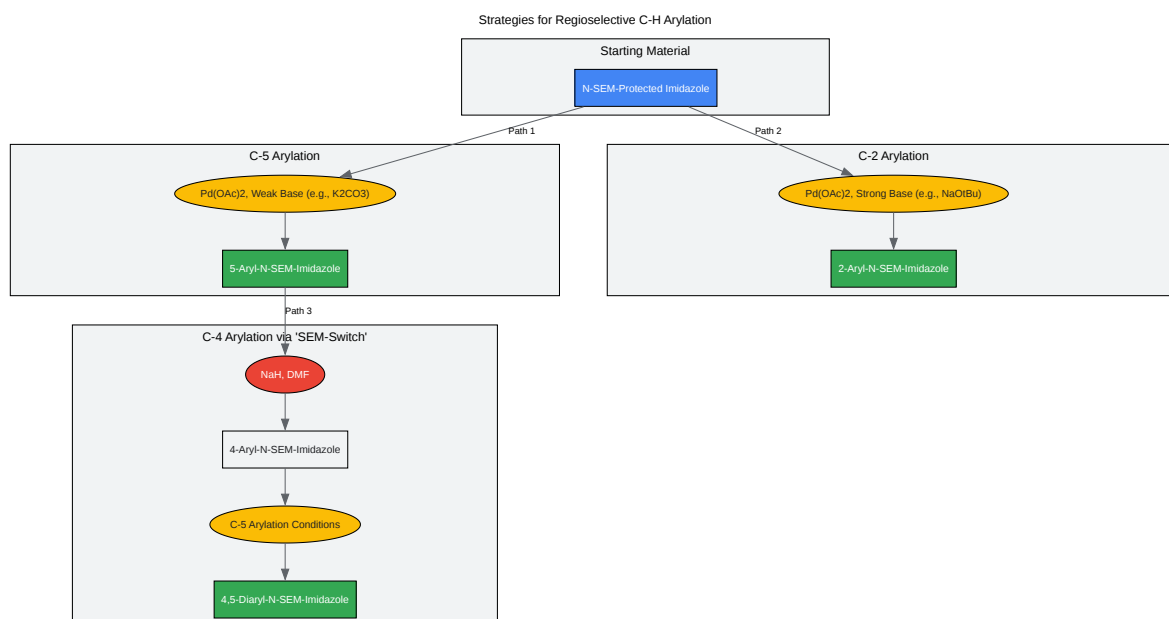 Strategies for Regioselective C-H Arylation
Starting Material
N-SEM-Protected Imidazole
Path 1
Path 2
C-5 Arylation
Pd(OAc)2, Weak Base (e.g., K2CO3)
5-Aryl-N-SEM-Imidazole
C-2 Arylation
Pd(OAc)2, Strong Base (e.g., NaOtBu)
2-Aryl-N-SEM-Imidazole
Path 3
C-4 Arylation via 'SEM-Switch'
NaH, DMF
4-Aryl-N-SEM-Imidazole
C-5 Arylation Conditions
4,5-Diaryl-N-SEM-Imidazole